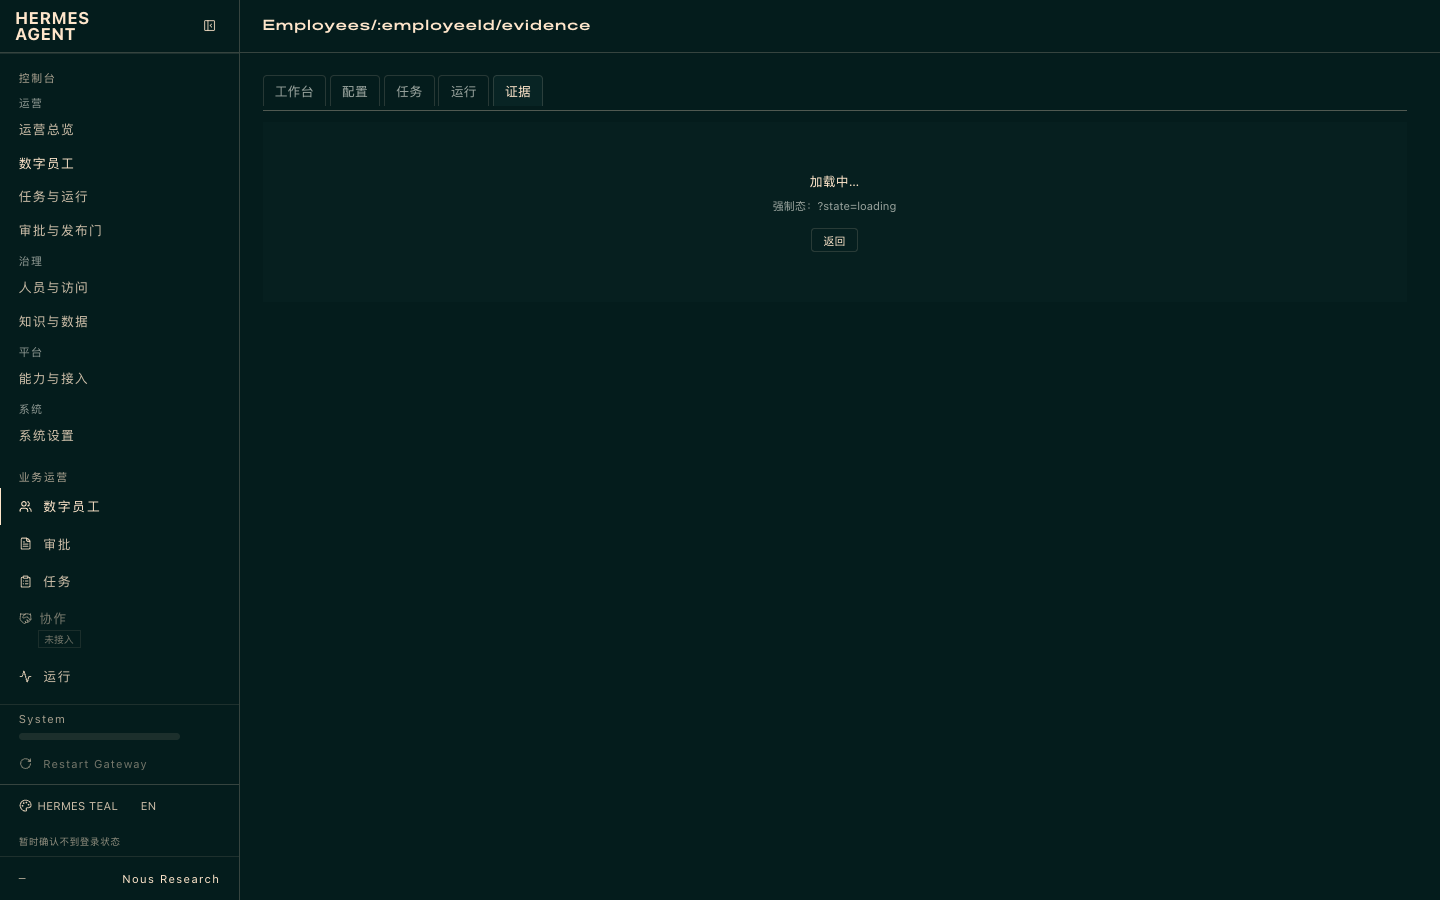 HERMES
AGENT
Employees/:employeeId/evidence
控制台
运营
运营总览
数字员工
任务与运行
审批与发布门
治理
人员与访问
知识与数据
平台
能力与接入
系统
系统设置
业务运营
数字员工
审批
任务
协作
未接入
运行
System
Restart Gateway
HERMES TEAL EN
暂时确认不到登录状态
— Nous Research
工作台 配置 任务 运行 证据
加载中...
强制态：?state=loading
返回